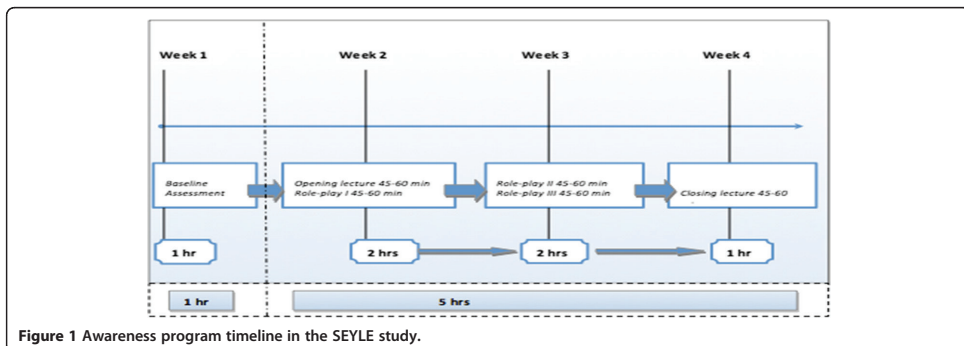 Week 1
Week 2
Week 3
Week 4
Baseline
Assessment
Opening lecture 45-60 min
Role-play I 45-60 min
Role-play II 45-60 min
Role-play III 45-60 min
Closing lecture 45-60
1 hr
2 hrs
2 hrs
1 hr
1 hr
5 hrs
Figure 1 Awareness program timeline in the SEYLE study.